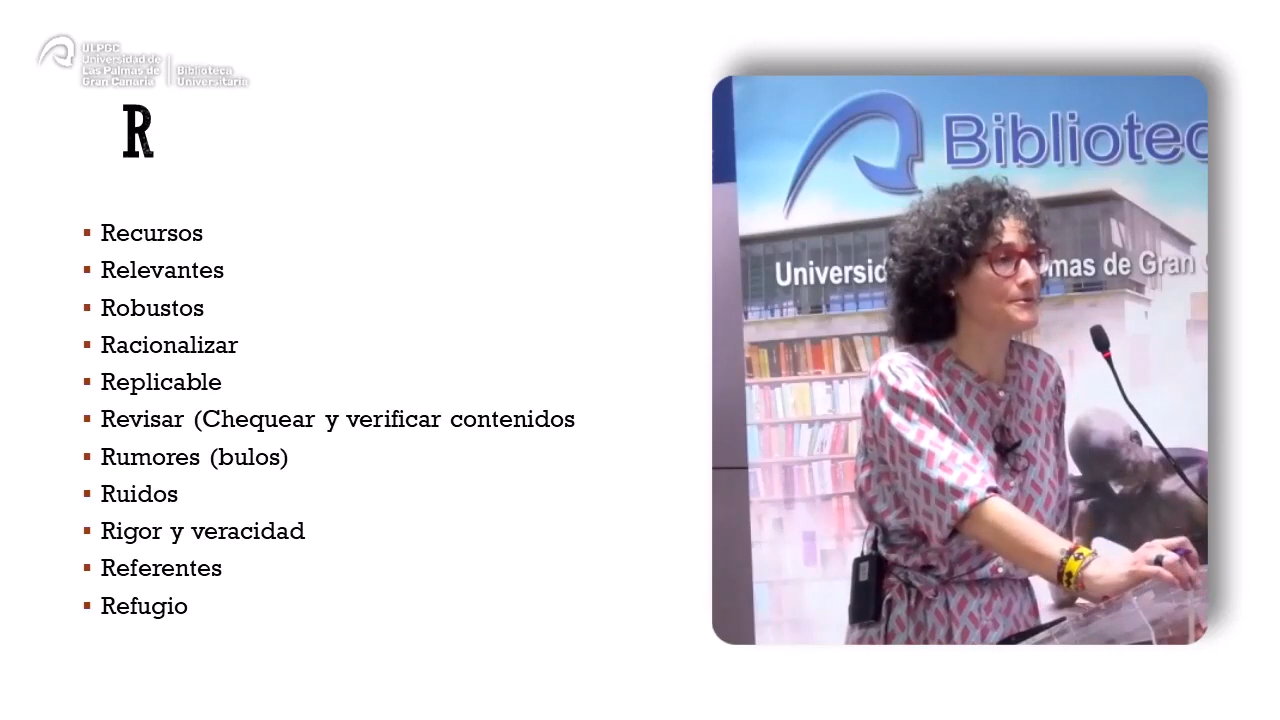 ULPGC
Universidad de
Las Palmas de
Gran Canaria
Biblioteca
Universitaria
R
Recursos
Relevantes
Robustos
Racionalizar
Replicable
Revisar (Chequear y verificar contenidos
Rumores (bulos)
Ruidos
Rigor y veracidad
Referentes
Refugio
Bibliotec
Universid mas de Gran